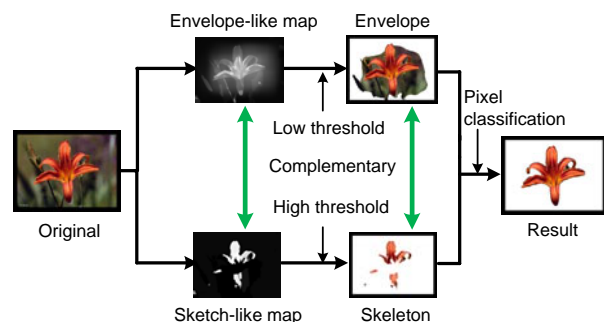 Envelope-like map
Envelope
Low threshold
Pixel
classification
Complementary
High threshold
Original
Result
Sketch-like map
Skeleton